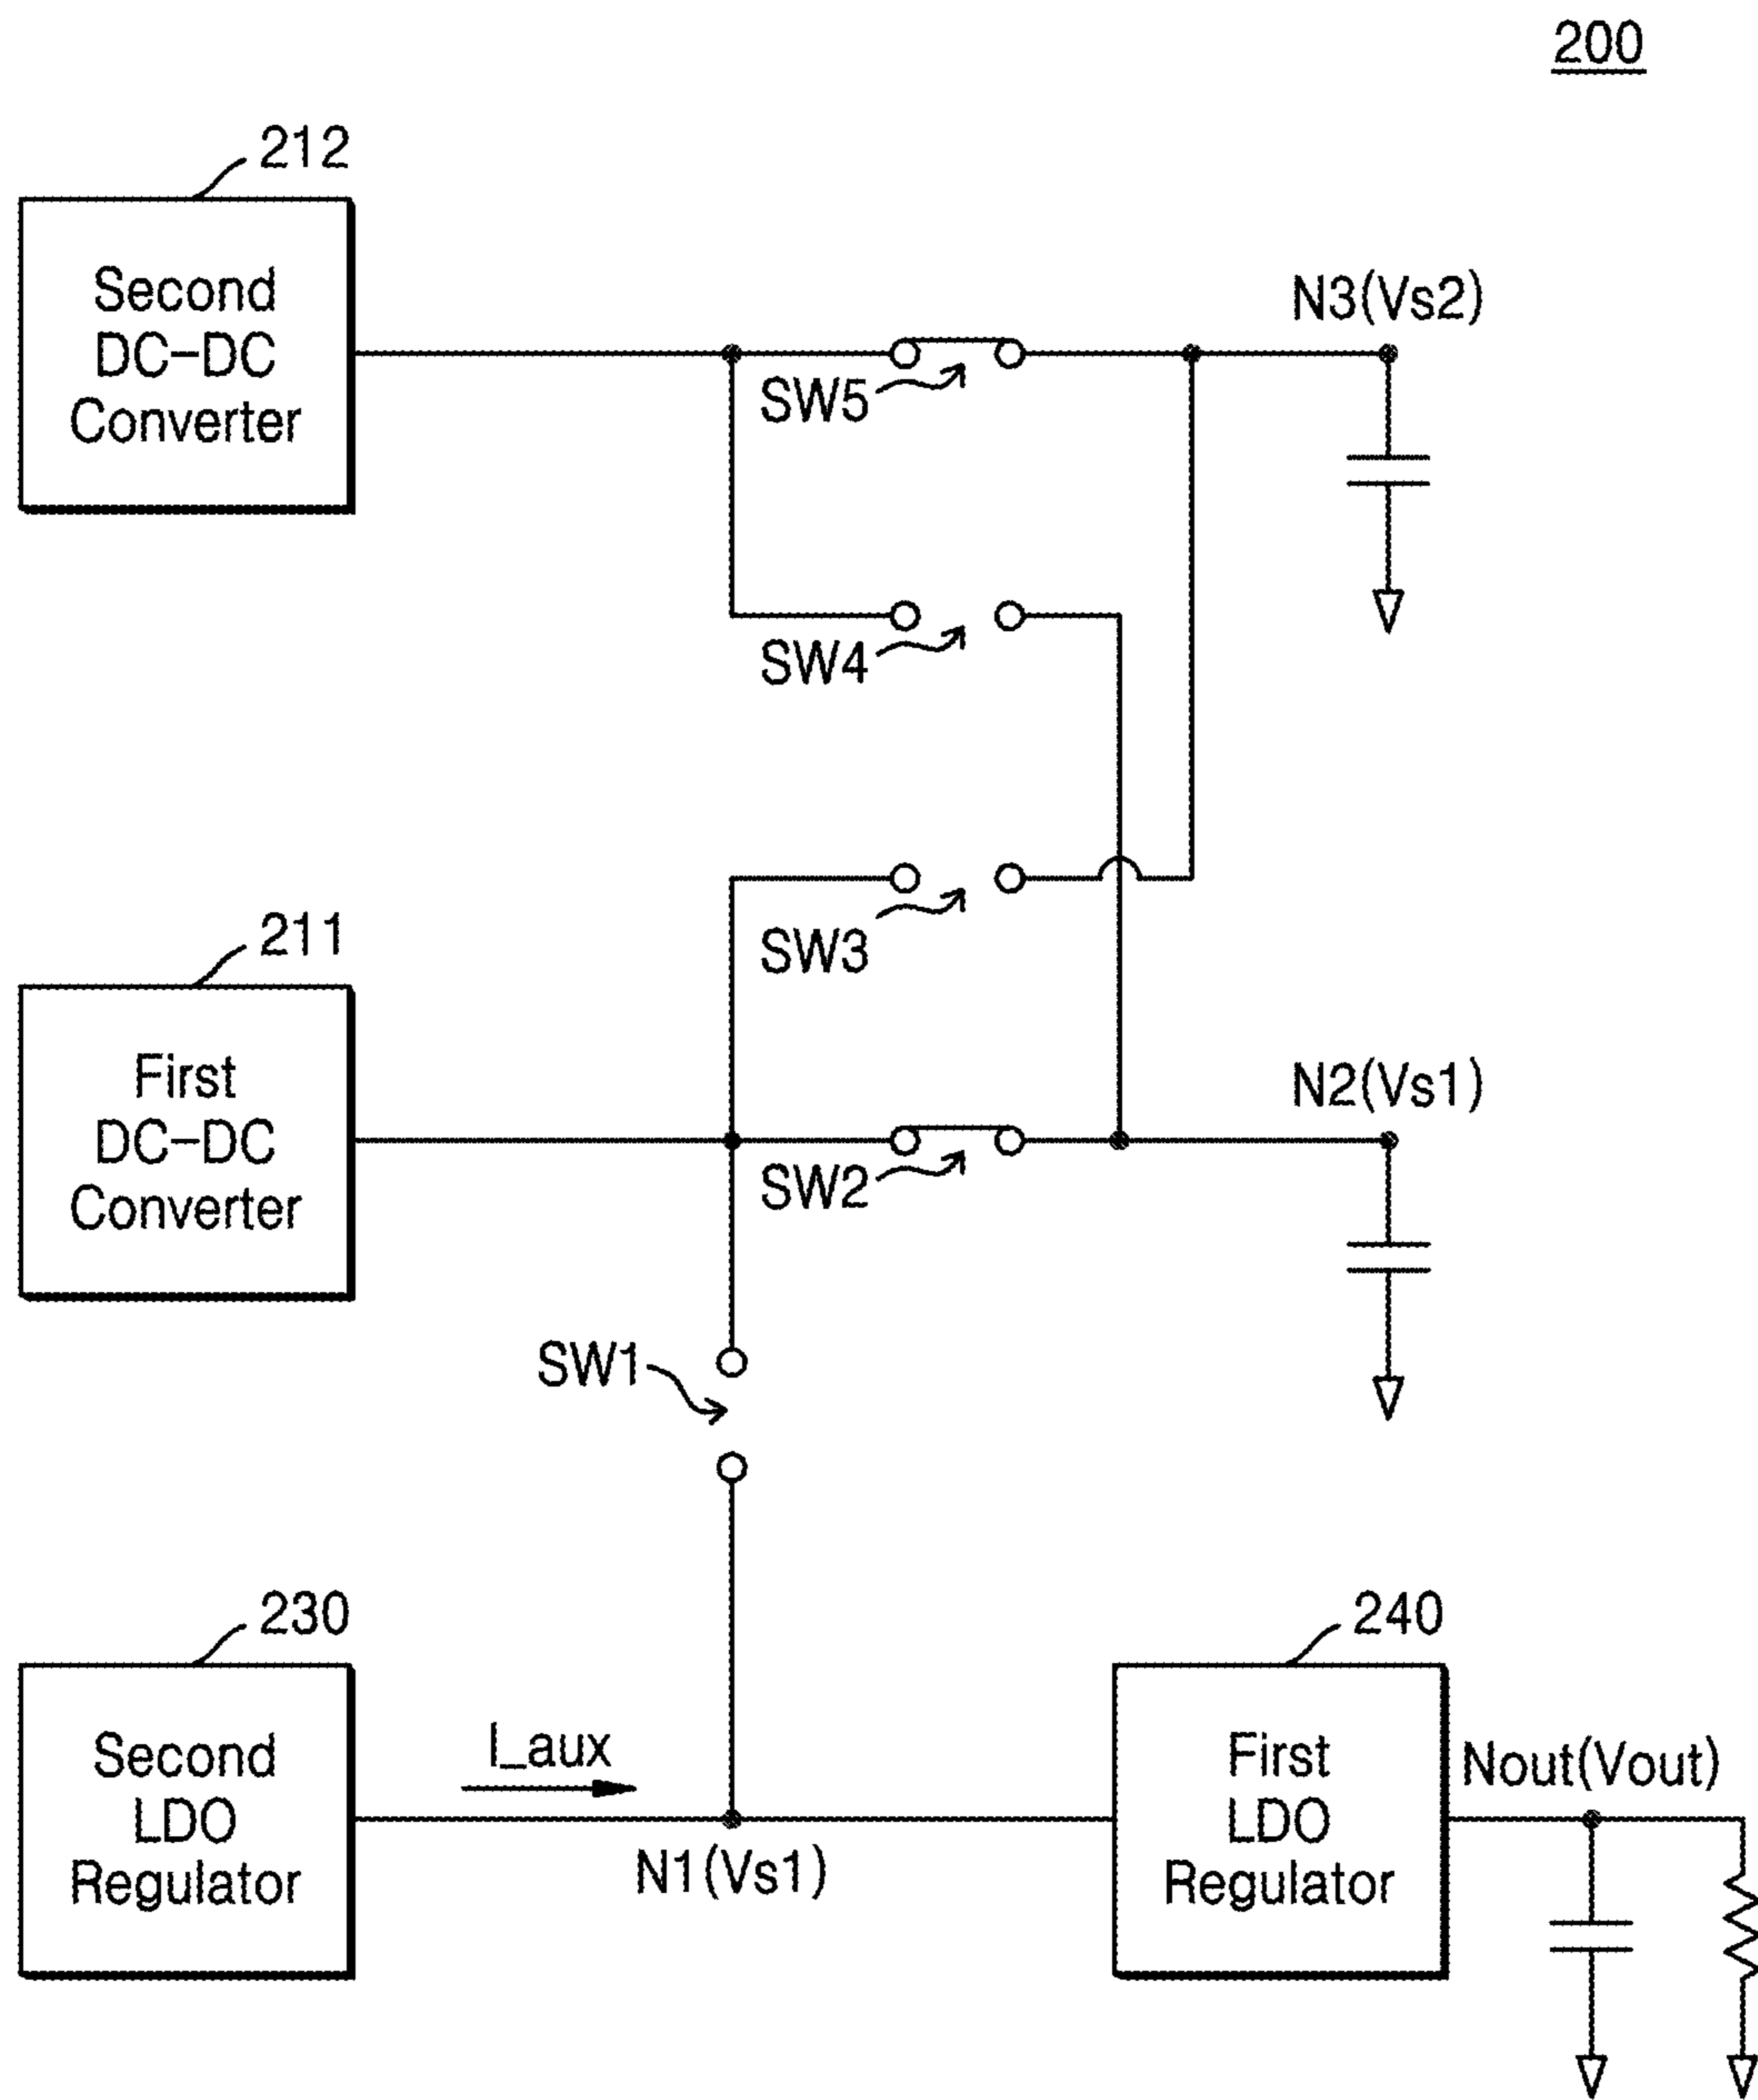 200
212
Second
DC-DC
Converter
N3(Vs2)
SW5
SW4
SW3
211
First
DC-DC
Converter
N2(Vs1)
SW2
SW1
230
Second
LDO
Regulator
I_aux
N1(Vs1)
240
First
LDO
Regulator
Nout(Vout)